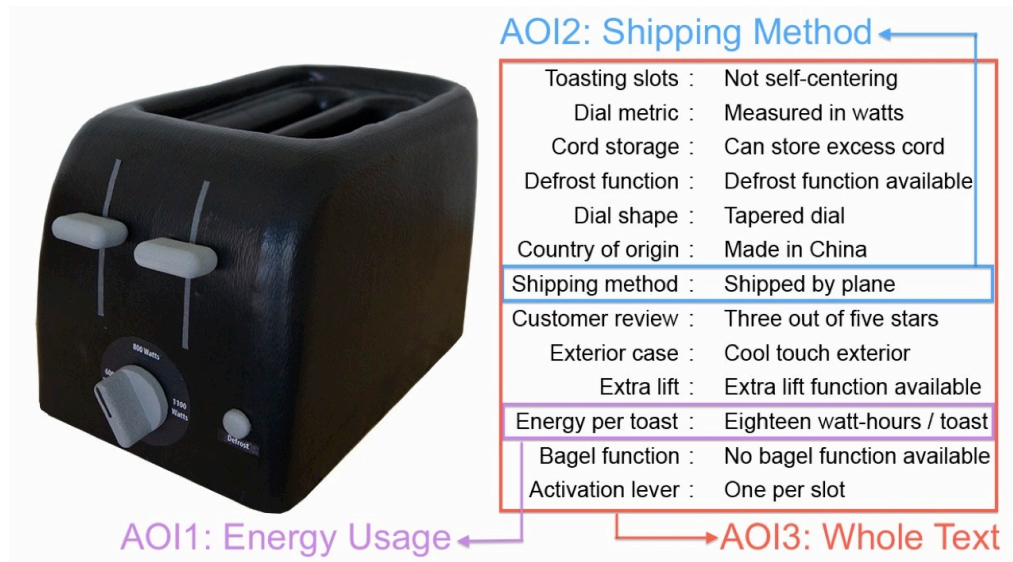 AOI2: Shipping Method
Toasting slots : Not self-centering
Dial metric : Measured in watts
Cord storage : Can store excess cord
Defrost function : Defrost function available
Dial shape : Tapered dial
Country of origin : Made in China
Shipping method : Shipped by plane
Customer review : Three out of five stars
Exterior case : Cool touch exterior
Extra lift : Extra lift function available
Energy per toast : Eighteen watt-hours / toast
Bagel function : No bagel function available
Activation lever : One per slot
800 Watts
1100
Watts
Defrost
AOI1: Energy Usage
AOI3: Whole Text